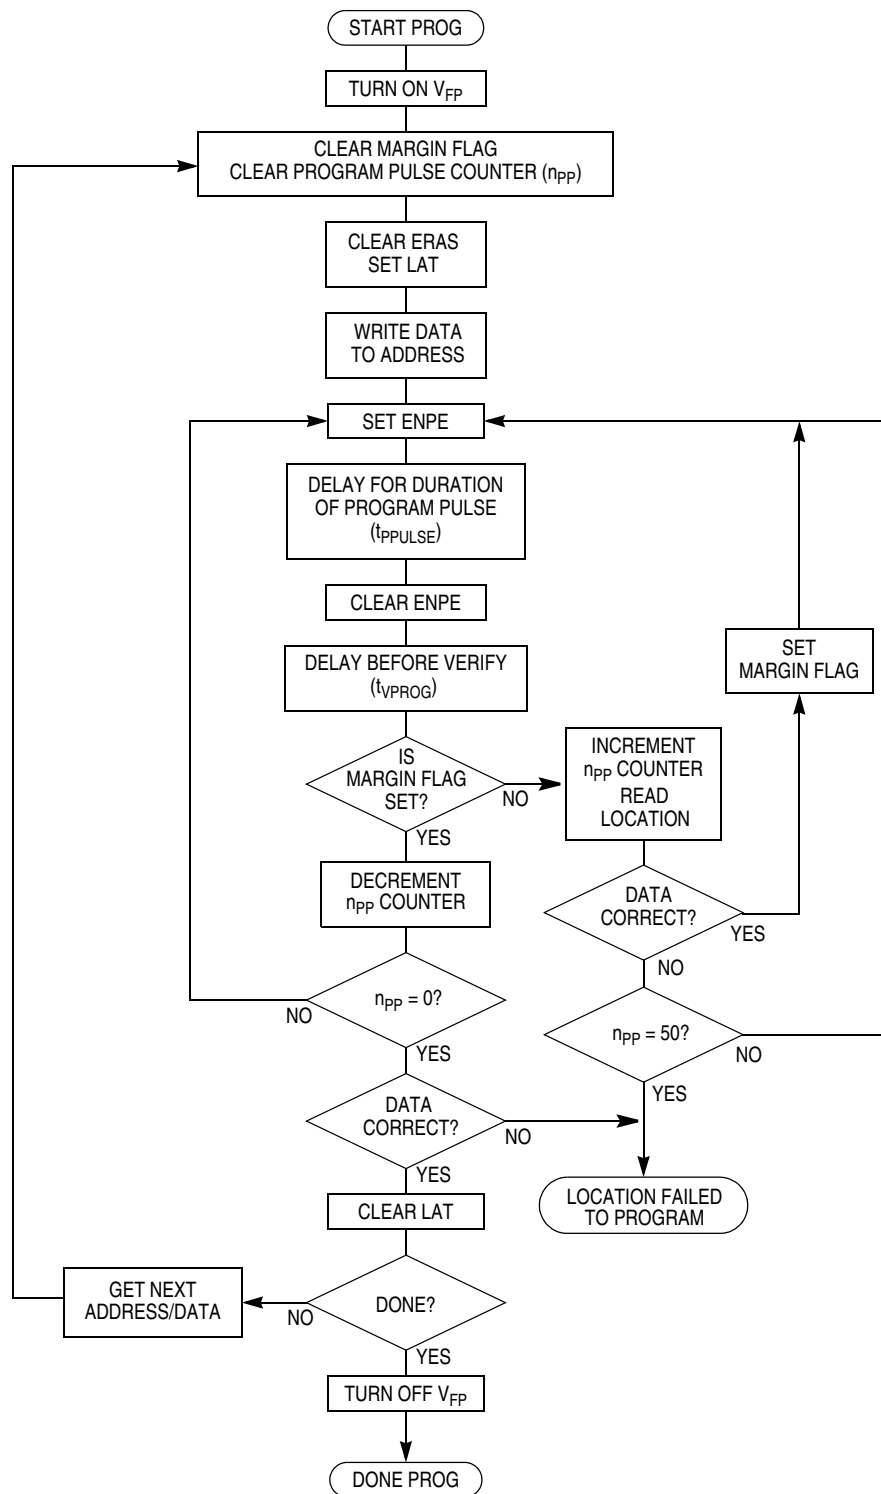 START PROG
TURN ON VFP
CLEAR MARGIN FLAG
CLEAR PROGRAM PULSE COUNTER (nPP)
CLEAR ERAS
SET LAT
WRITE DATA
TO ADDRESS
SET ENPE
DELAY FOR DURATION
OF PROGRAM PULSE
(tPPULSE)
CLEAR ENPE
DELAY BEFORE VERIFY
(tVPROG)
SET
MARGIN FLAG
IS
MARGIN FLAG
SET?
NO
YES
INCREMENT
nPP COUNTER
READ
LOCATION
DECREMENT
nPP COUNTER
DATA
CORRECT?
YES
NO
nPP = 0?
NO
YES
nPP = 50?
NO
YES
DATA
CORRECT?
NO
YES
LOCATION FAILED
TO PROGRAM
CLEAR LAT
GET NEXT
ADDRESS/DATA
DONE?
NO
YES
TURN OFF VFP
DONE PROG